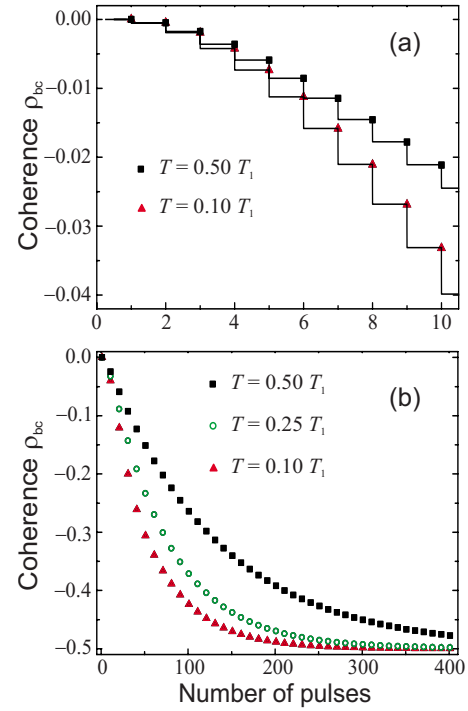 0.00
(a)
−0.01
−0.02
−0.03
−0.04
Coherence ρbc
T = 0.50 T₁
T = 0.10 T₁
0 2 4 6 8 10
0.0
(b)
−0.1
−0.2
−0.3
−0.4
−0.5
Coherence ρbc
T = 0.50 T₁
T = 0.25 T₁
T = 0.10 T₁
0 100 200 300 400
Number of pulses